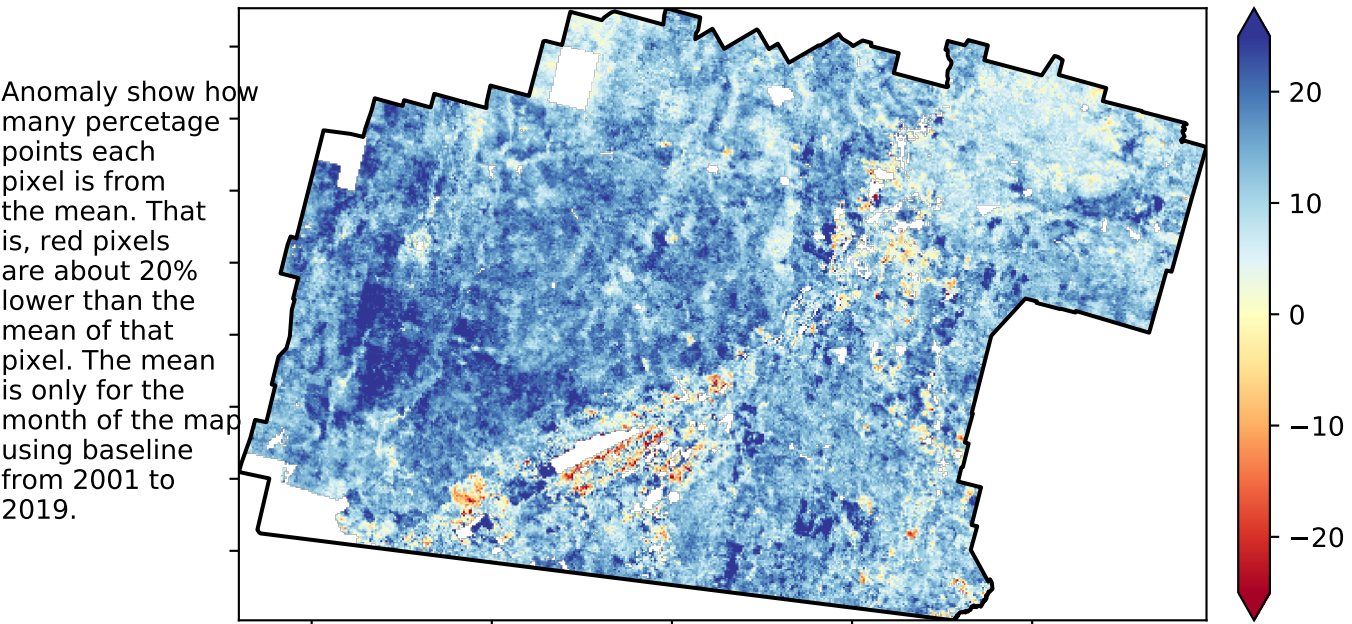 Anomaly show how
many percetage
points each
pixel is from
the mean. That
is, red pixels
are about 20%
lower than the
mean of that
pixel. The mean
is only for the
month of the map
using baseline
from 2001 to
2019.
20
10
0
−10
−20